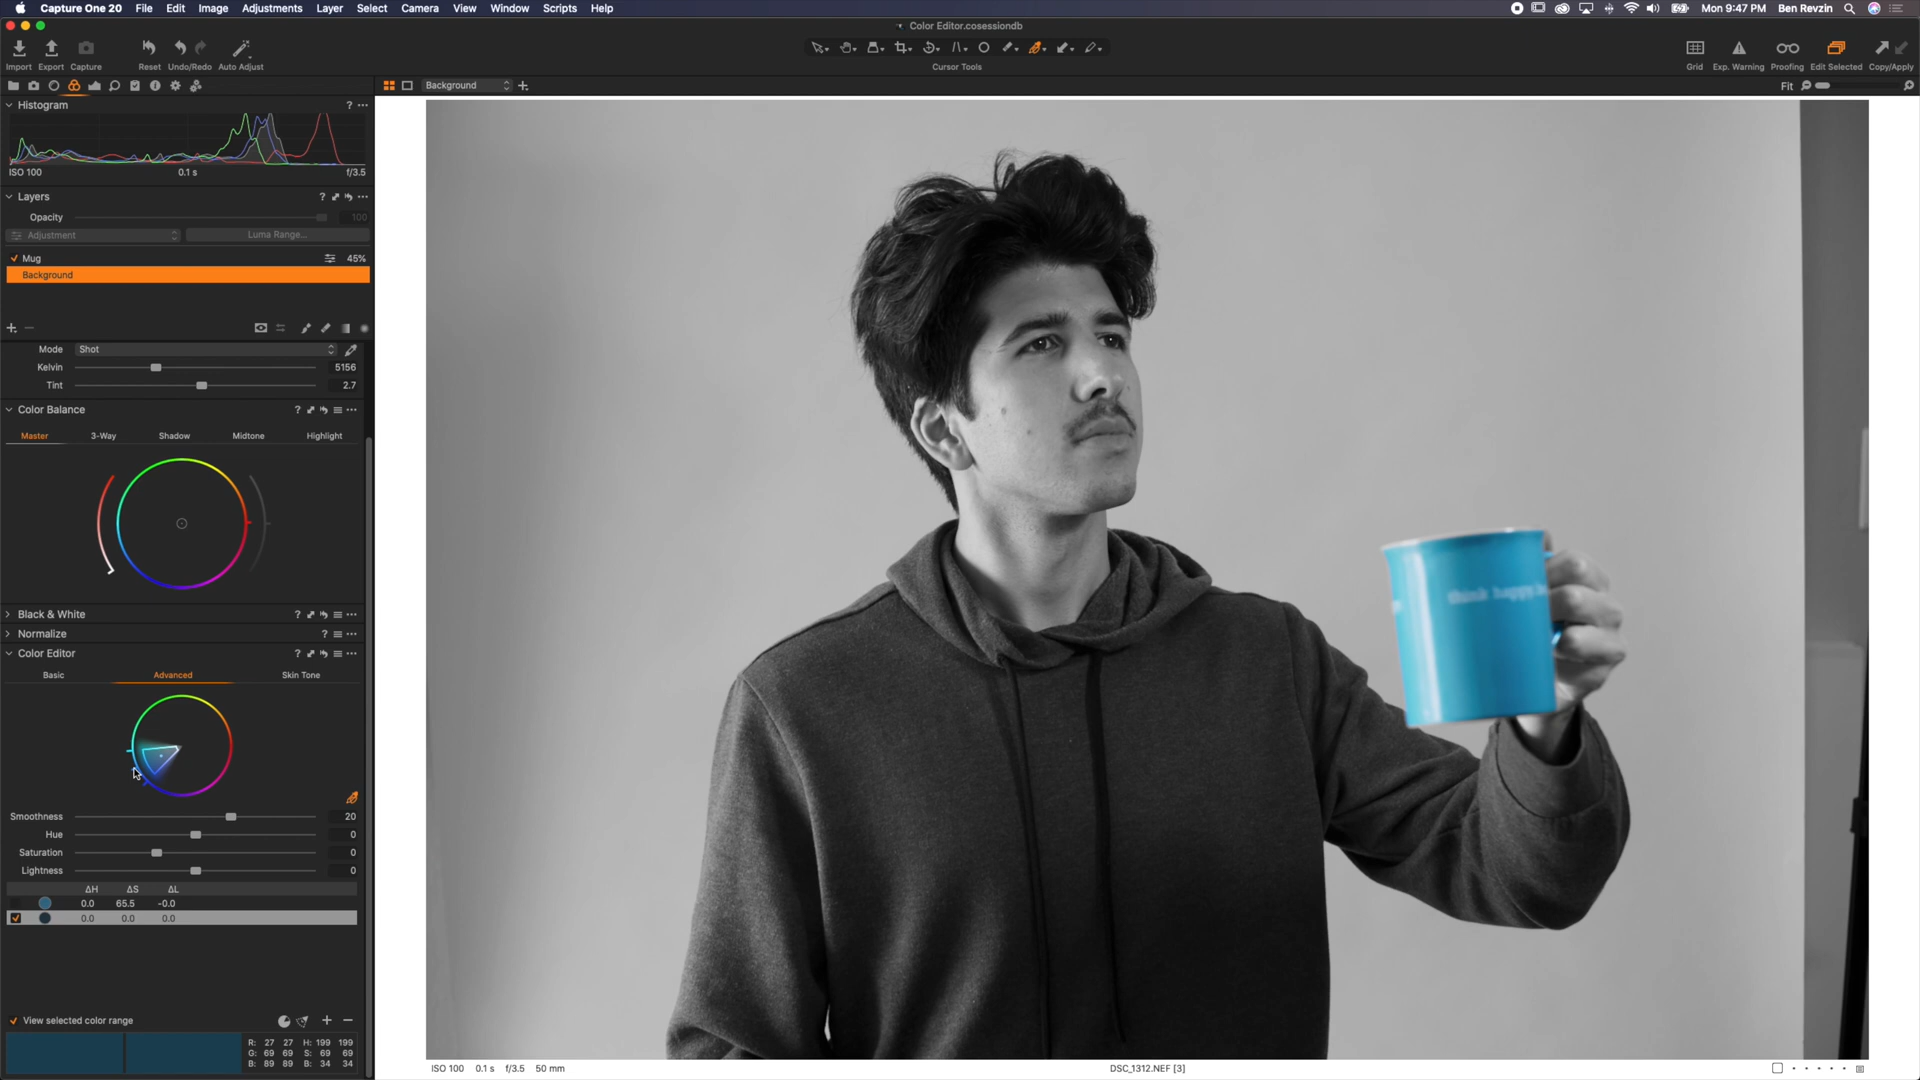 Capture One 20 File Edit Image Adjustments Layer Select Camera View Window Scripts Help Mon 9:47 PM Ben Revzin
Color Editor.cosessiondb
Import Export Capture Reset Undo/Redo Auto Adjust Cursor Tools Grid Exp. Warning Proofing Edit Selected Copy/Apply
Background Fit
Histogram ?
ISO 100 0.1 s f/3.5
Layers ?
Opacity 100
Adjustment Luma Range...
Mug 45%
Background
Mode Shot
Kelvin 5156
Tint 2.7
Color Balance ?
Master 3-Way Shadow Midtone Highlight
think happy
Black & White ?
Normalize ?
Color Editor ?
Basic Advanced Skin Tone
Smoothness 20
Hue 0
Saturation 0
Lightness 0
ΔH ΔS ΔL
0.0 65.5 -0.0
0.0 0.0 0.0
View selected color range
R: 27 27 H: 199 199
G: 69 69 S: 69 69
B: 89 89 B: 34 34
ISO 100 0.1 s f/3.5 50 mm DSC_1312.NEF [3]